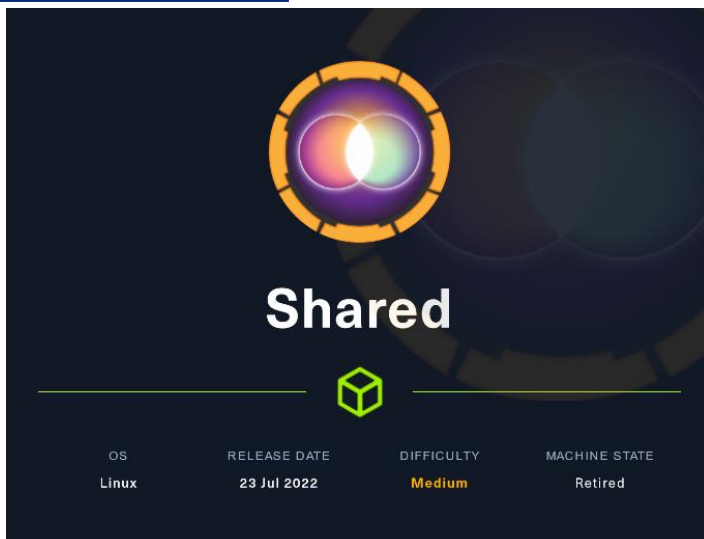 Shared
OS RELEASE DATE DIFFICULTY MACHINE STATE
Linux 23 Jul 2022 Medium Retired